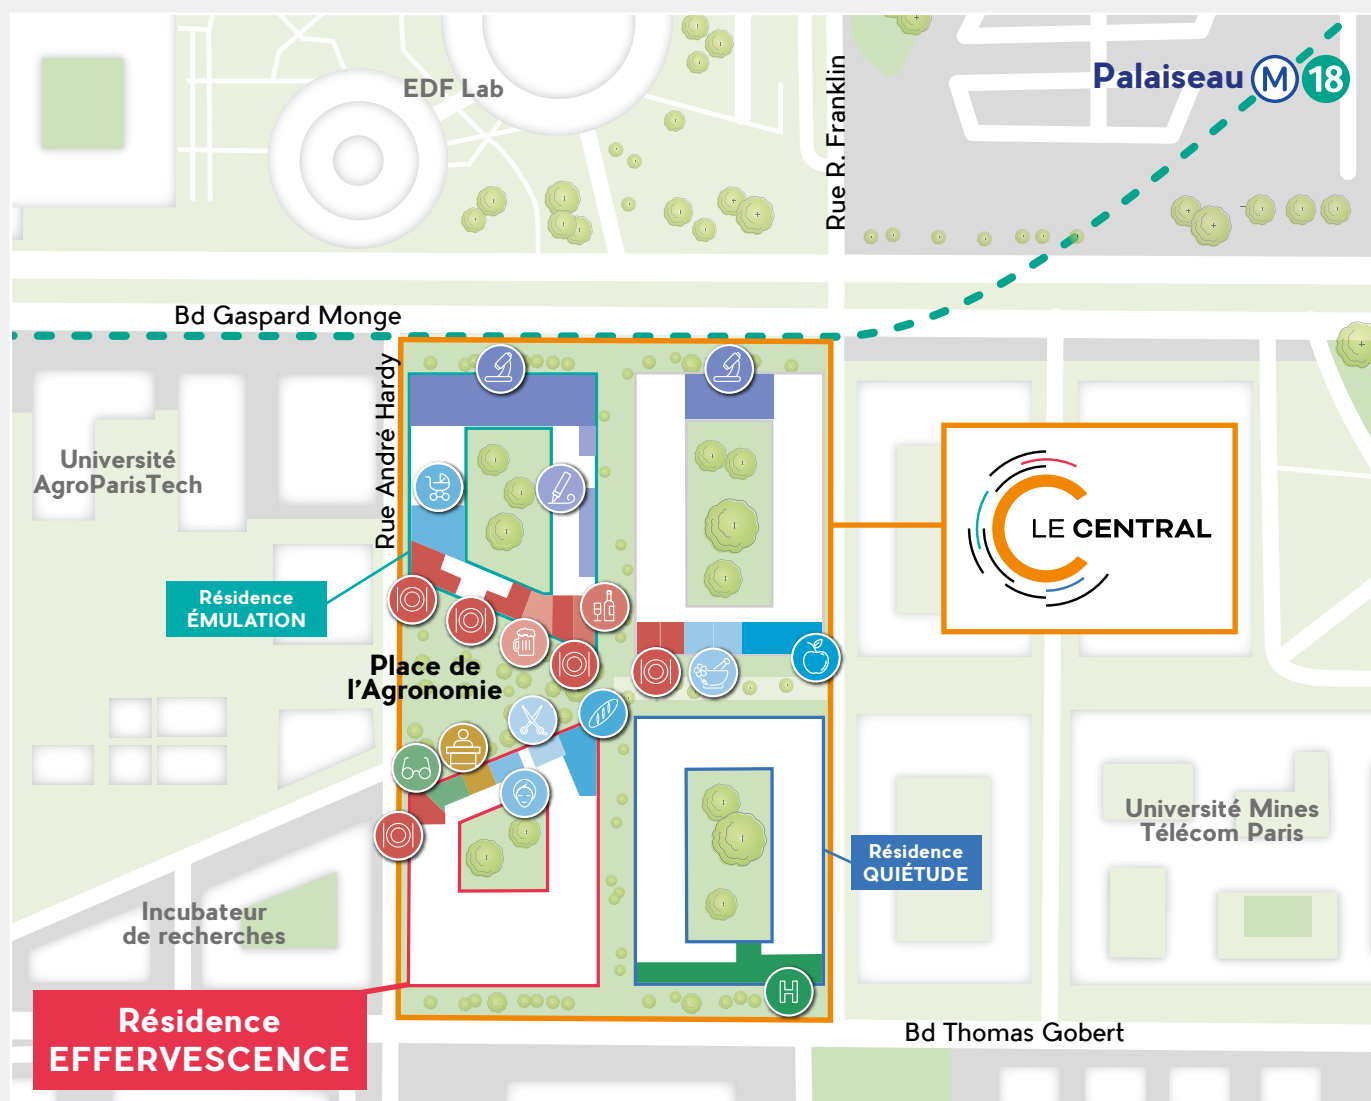 EDF Lab
Rue R. Franklin
Palaiseau M 18
Bd Gaspard Monge
Rue André Hardy
Université
AgroParisTech
LE CENTRAL
Résidence
ÉMULATION
Place de
l'Agronomie
Université Mines
Télécom Paris
Résidence
QUIÉTUDE
Incubateur
de recherches
H
Résidence
EFFERVESCENCE
Bd Thomas Gobert